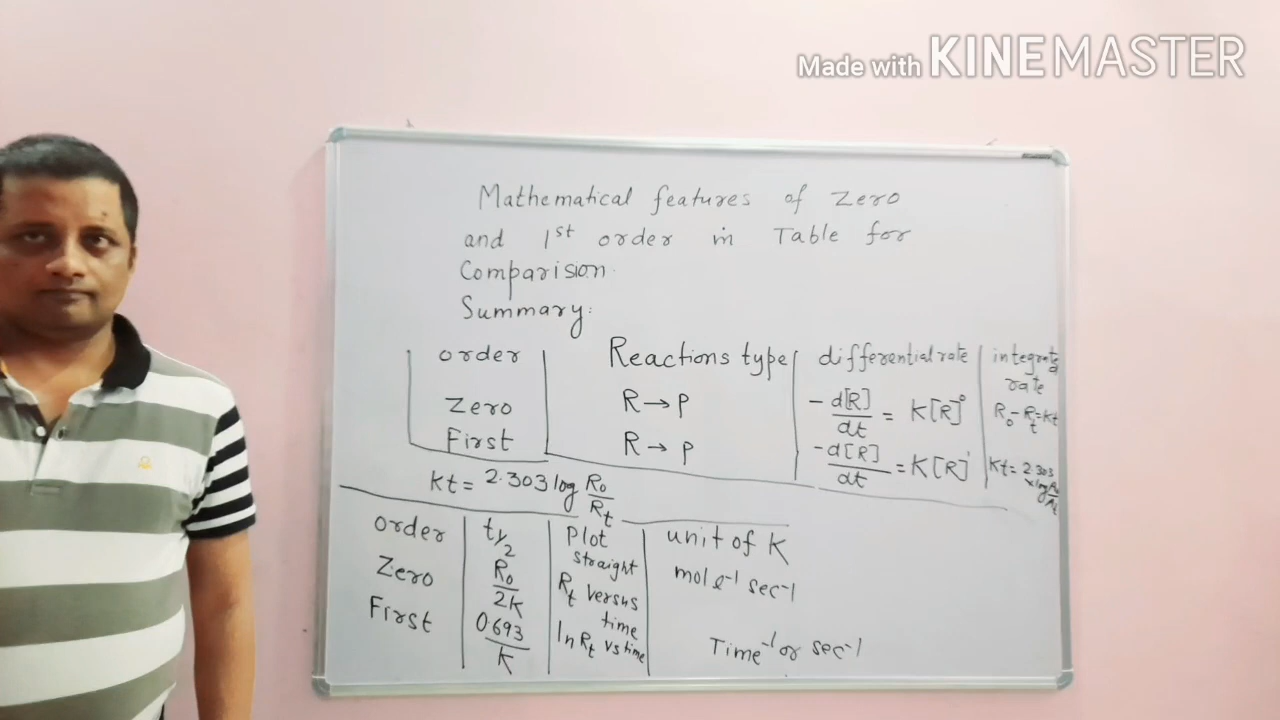 Made with KINEMASTER
Mathematical features of Zero
and 1st order in Table for
Comparision.
Summary:
order | Reactions type | differential rate | integrated rate
Zero | R → P | -d[R]/dt = K[R]⁰ | R₀ - Rt = Kt
First | R → P | -d[R]/dt = K[R]¹ | Kt = 2.303 × log R₀/Rt
Kt = 2.303 log R₀/Rt
order | t1/2 | Plot straight | unit of K
Zero | R₀/2K | Rt versus time | mol l⁻¹ sec⁻¹
First | 0.693/K | ln Rt vs time | Time⁻¹ or sec⁻¹